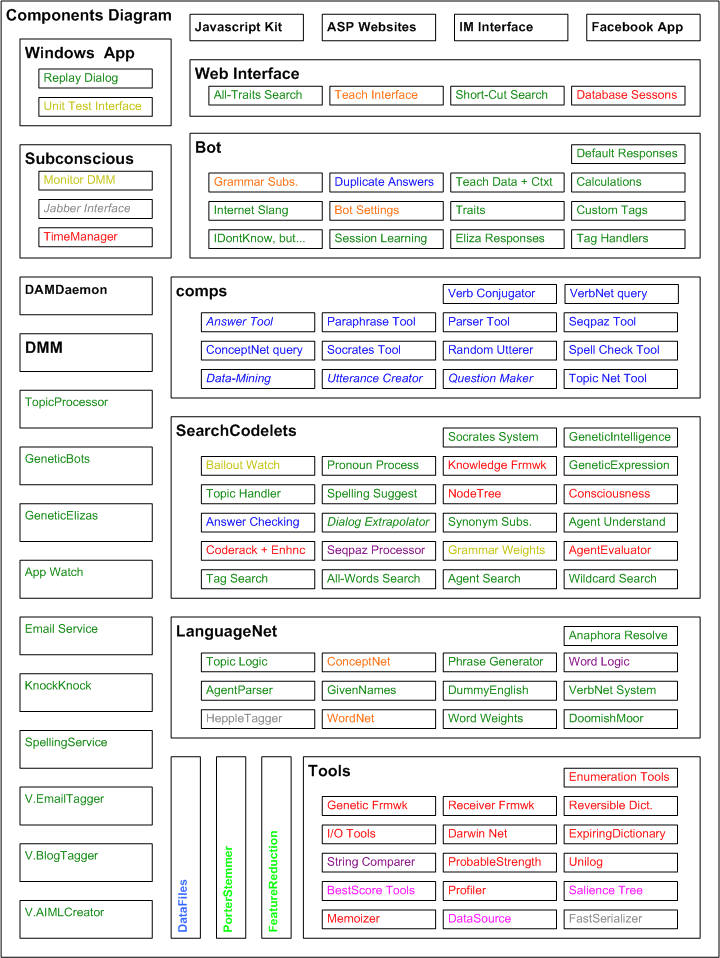 Components Diagram
Javascript Kit
ASP Websites
IM Interface
Facebook App
Windows App
Replay Dialog
Unit Test Interface
Web Interface
All-Traits Search
Teach Interface
Short-Cut Search
Database Sessons
Subconscious
Monitor DMM
Jabber Interface
TimeManager
Bot
Default Responses
Grammar Subs.
Duplicate Answers
Teach Data + Ctxt
Calculations
Internet Slang
Bot Settings
Traits
Custom Tags
IDontKnow, but...
Session Learning
Eliza Responses
Tag Handlers
DAMDaemon
DMM
TopicProcessor
GeneticBots
GeneticElizas
App Watch
Email Service
KnockKnock
SpellingService
V.EmailTagger
V.BlogTagger
V.AIMLCreator
comps
Verb Conjugator
VerbNet query
Answer Tool
Paraphrase Tool
Parser Tool
Seqpaz Tool
ConceptNet query
Socrates Tool
Random Utterer
Spell Check Tool
Data-Mining
Utterance Creator
Question Maker
Topic Net Tool
SearchCodelets
Socrates System
GeneticIntelligence
Bailout Watch
Pronoun Process
Knowledge Frmwk
GeneticExpression
Topic Handler
Spelling Suggest
NodeTree
Consciousness
Answer Checking
Dialog Extrapolator
Synonym Subs.
Agent Understand
Coderack + Enhnc
Seqpaz Processor
Grammar Weights
AgentEvaluator
Tag Search
All-Words Search
Agent Search
Wildcard Search
LanguageNet
Anaphora Resolve
Topic Logic
ConceptNet
Phrase Generator
Word Logic
AgentParser
GivenNames
DummyEnglish
VerbNet System
HeppleTagger
WordNet
Word Weights
DoomishMoor
DataFiles
PorterStemmer
FeatureReduction
Tools
Enumeration Tools
Genetic Frmwk
Receiver Frmwk
Reversible Dict.
I/O Tools
Darwin Net
ExpiringDictionary
String Comparer
ProbableStrength
Unilog
BestScore Tools
Profiler
Salience Tree
Memoizer
DataSource
FastSerializer